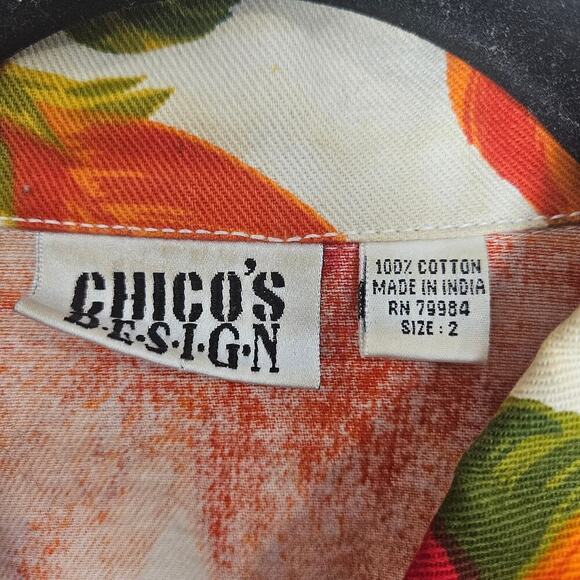 CHICO'S
D·E·S·I·G·N
100% COTTON
MADE IN INDIA
RN 79984
SIZE: 2